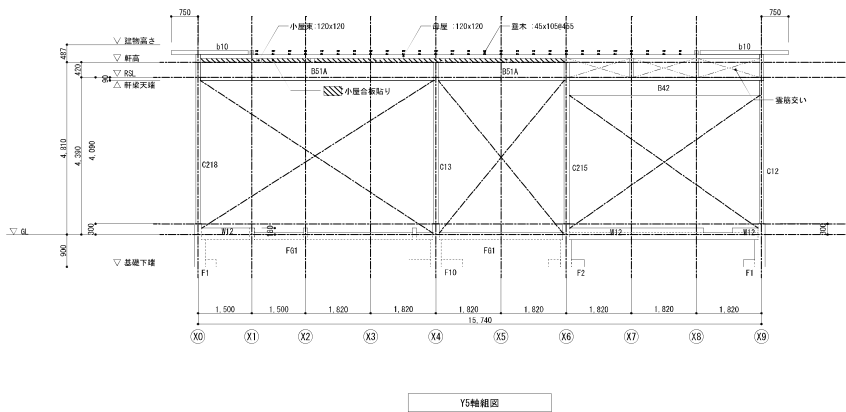 750
750
小屋束:120x120
母屋 :120x120
垂木 :45x105@455
▽ 建物高さ
487
b10
b10
▽ 軒高
420
▽ RSL
90
△ 軒梁天端
B51A
B51A
小屋合板貼り
B42
雲筋交い
4,810
4,390
4,090
C218
C13
C215
C12
▽ GL
300
W12
180
W12
W12
300
FG1
FG1
900
▽ 基礎下端
F1
F10
F2
F1
1,500
1,500
1,820
1,820
1,820
1,820
1,820
1,820
1,820
15,740
X0
X1
X2
X3
X4
X5
X6
X7
X8
X9
Y5軸組図